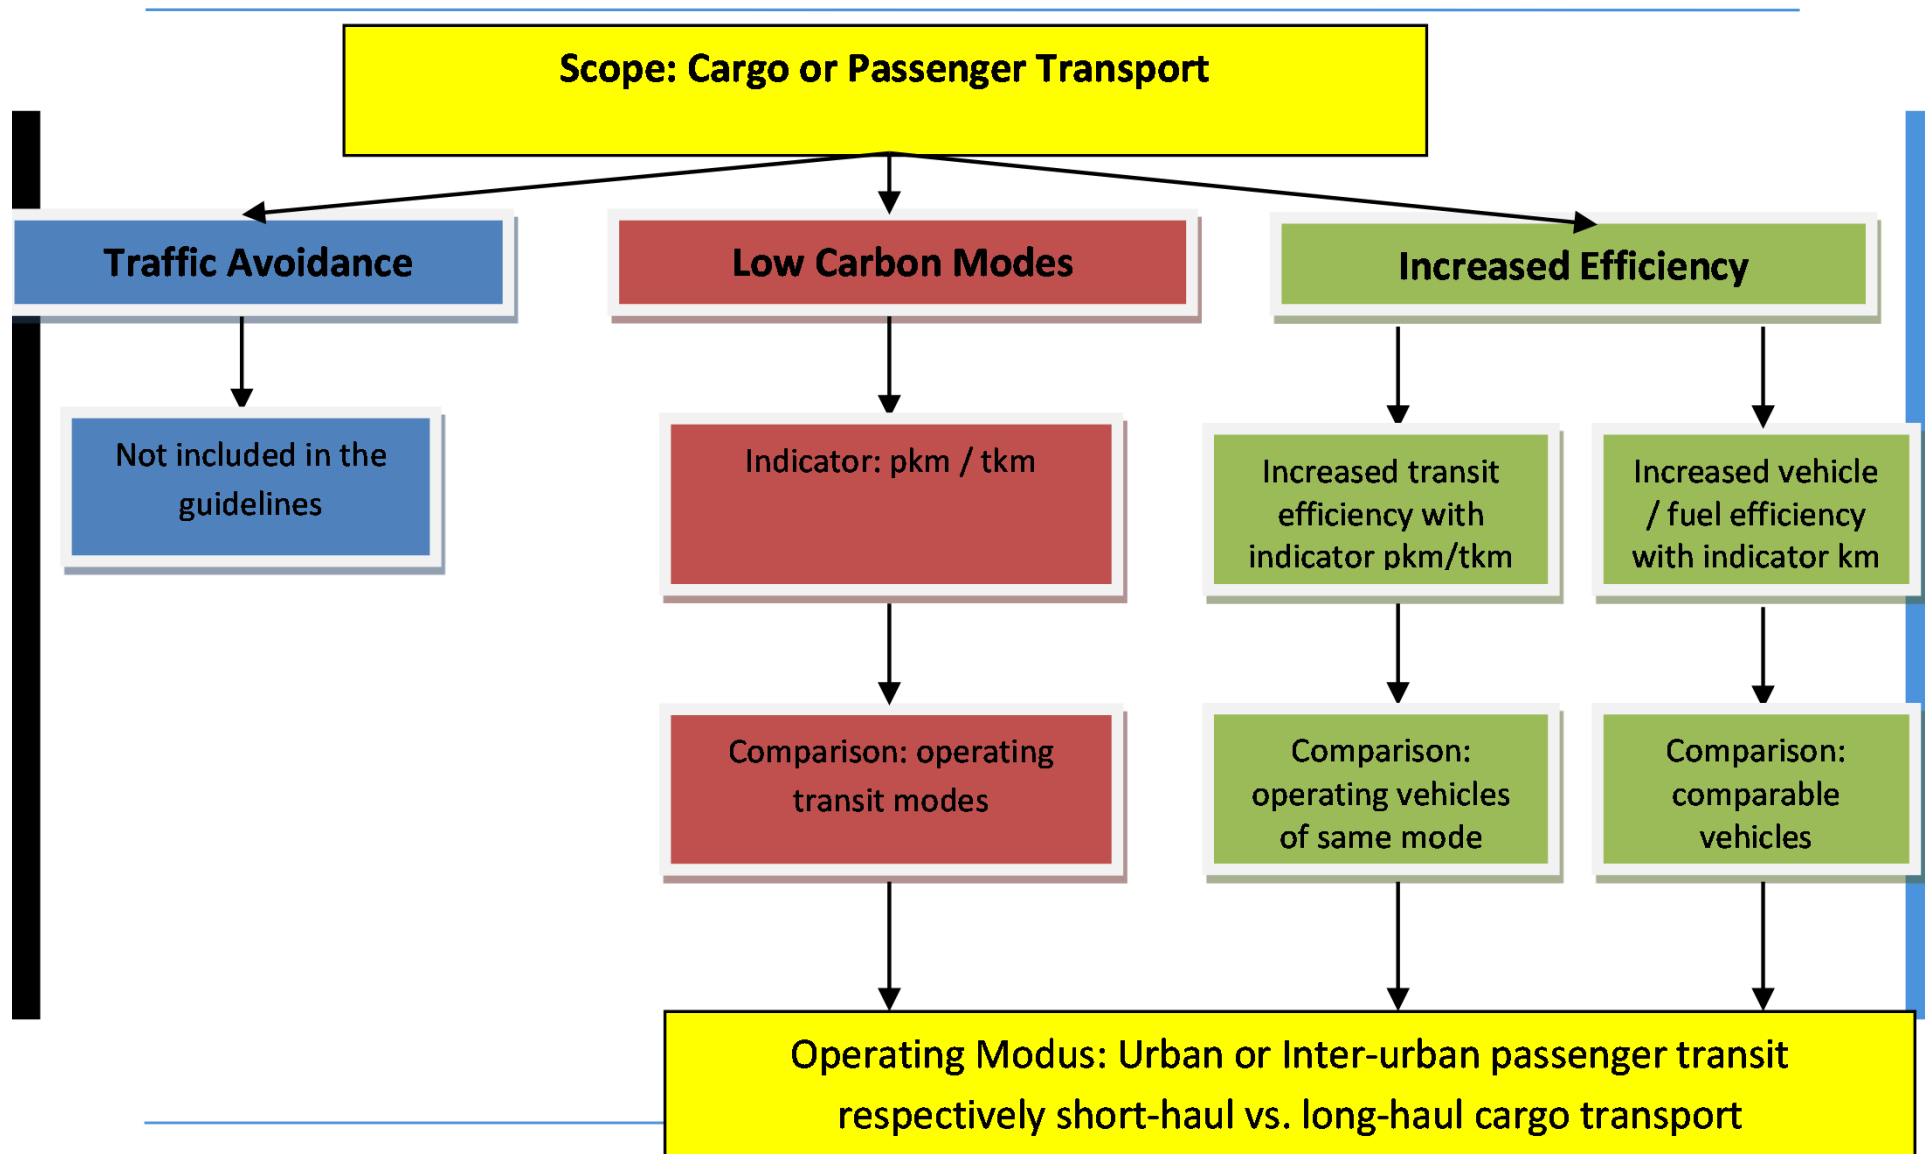 Scope: Cargo or Passenger Transport
Traffic Avoidance
Low Carbon Modes
Increased Efficiency
Not included in the
guidelines
Indicator: pkm / tkm
Increased transit
efficiency with
indicator pkm/tkm
Increased vehicle
/ fuel efficiency
with indicator km
Comparison: operating
transit modes
Comparison:
operating vehicles
of same mode
Comparison:
comparable
vehicles
Operating Modus: Urban or Inter-urban passenger transit
respectively short-haul vs. long-haul cargo transport